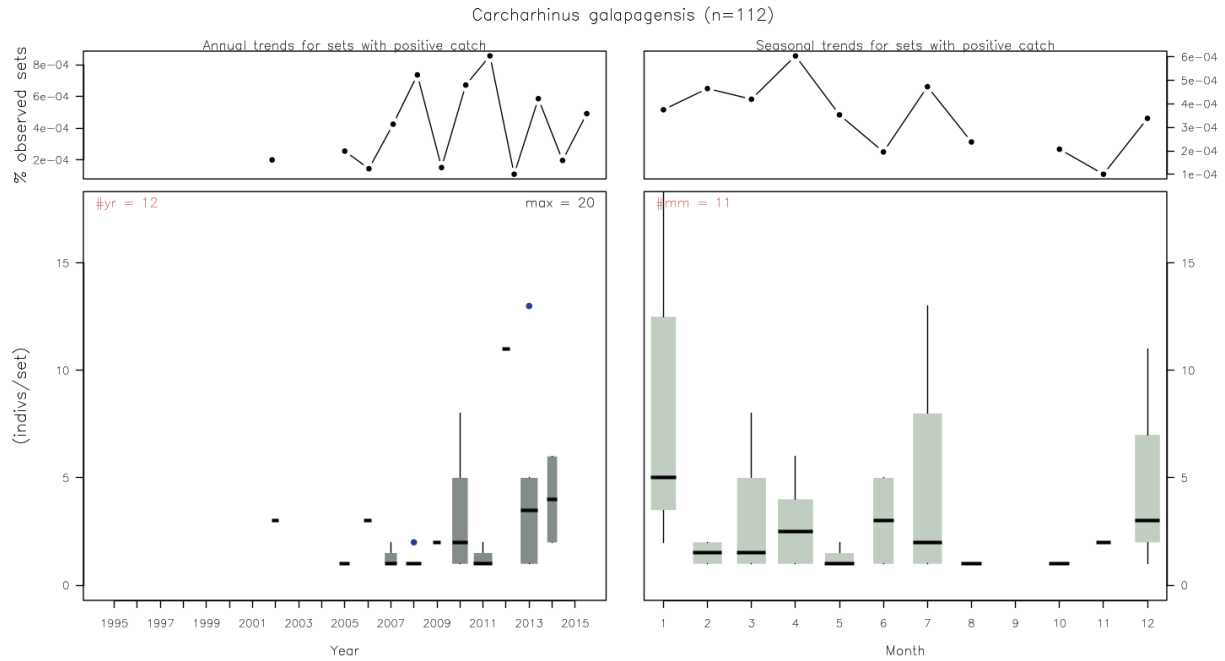 Carcharhinus galapagensis (n=112)
Annual trends for sets with positive catch
Seasonal trends for sets with positive catch
% observed sets
8e-04
6e-04
4e-04
2e-04
6e-04
5e-04
4e-04
3e-04
2e-04
1e-04
#yr = 12
max = 20
#mm = 11
(indivs/set)
15
10
5
0
15
10
5
0
1995 1997 1999 2001 2003 2005 2007 2009 2011 2013 2015
1 2 3 4 5 6 7 8 9 10 11 12
Year
Month